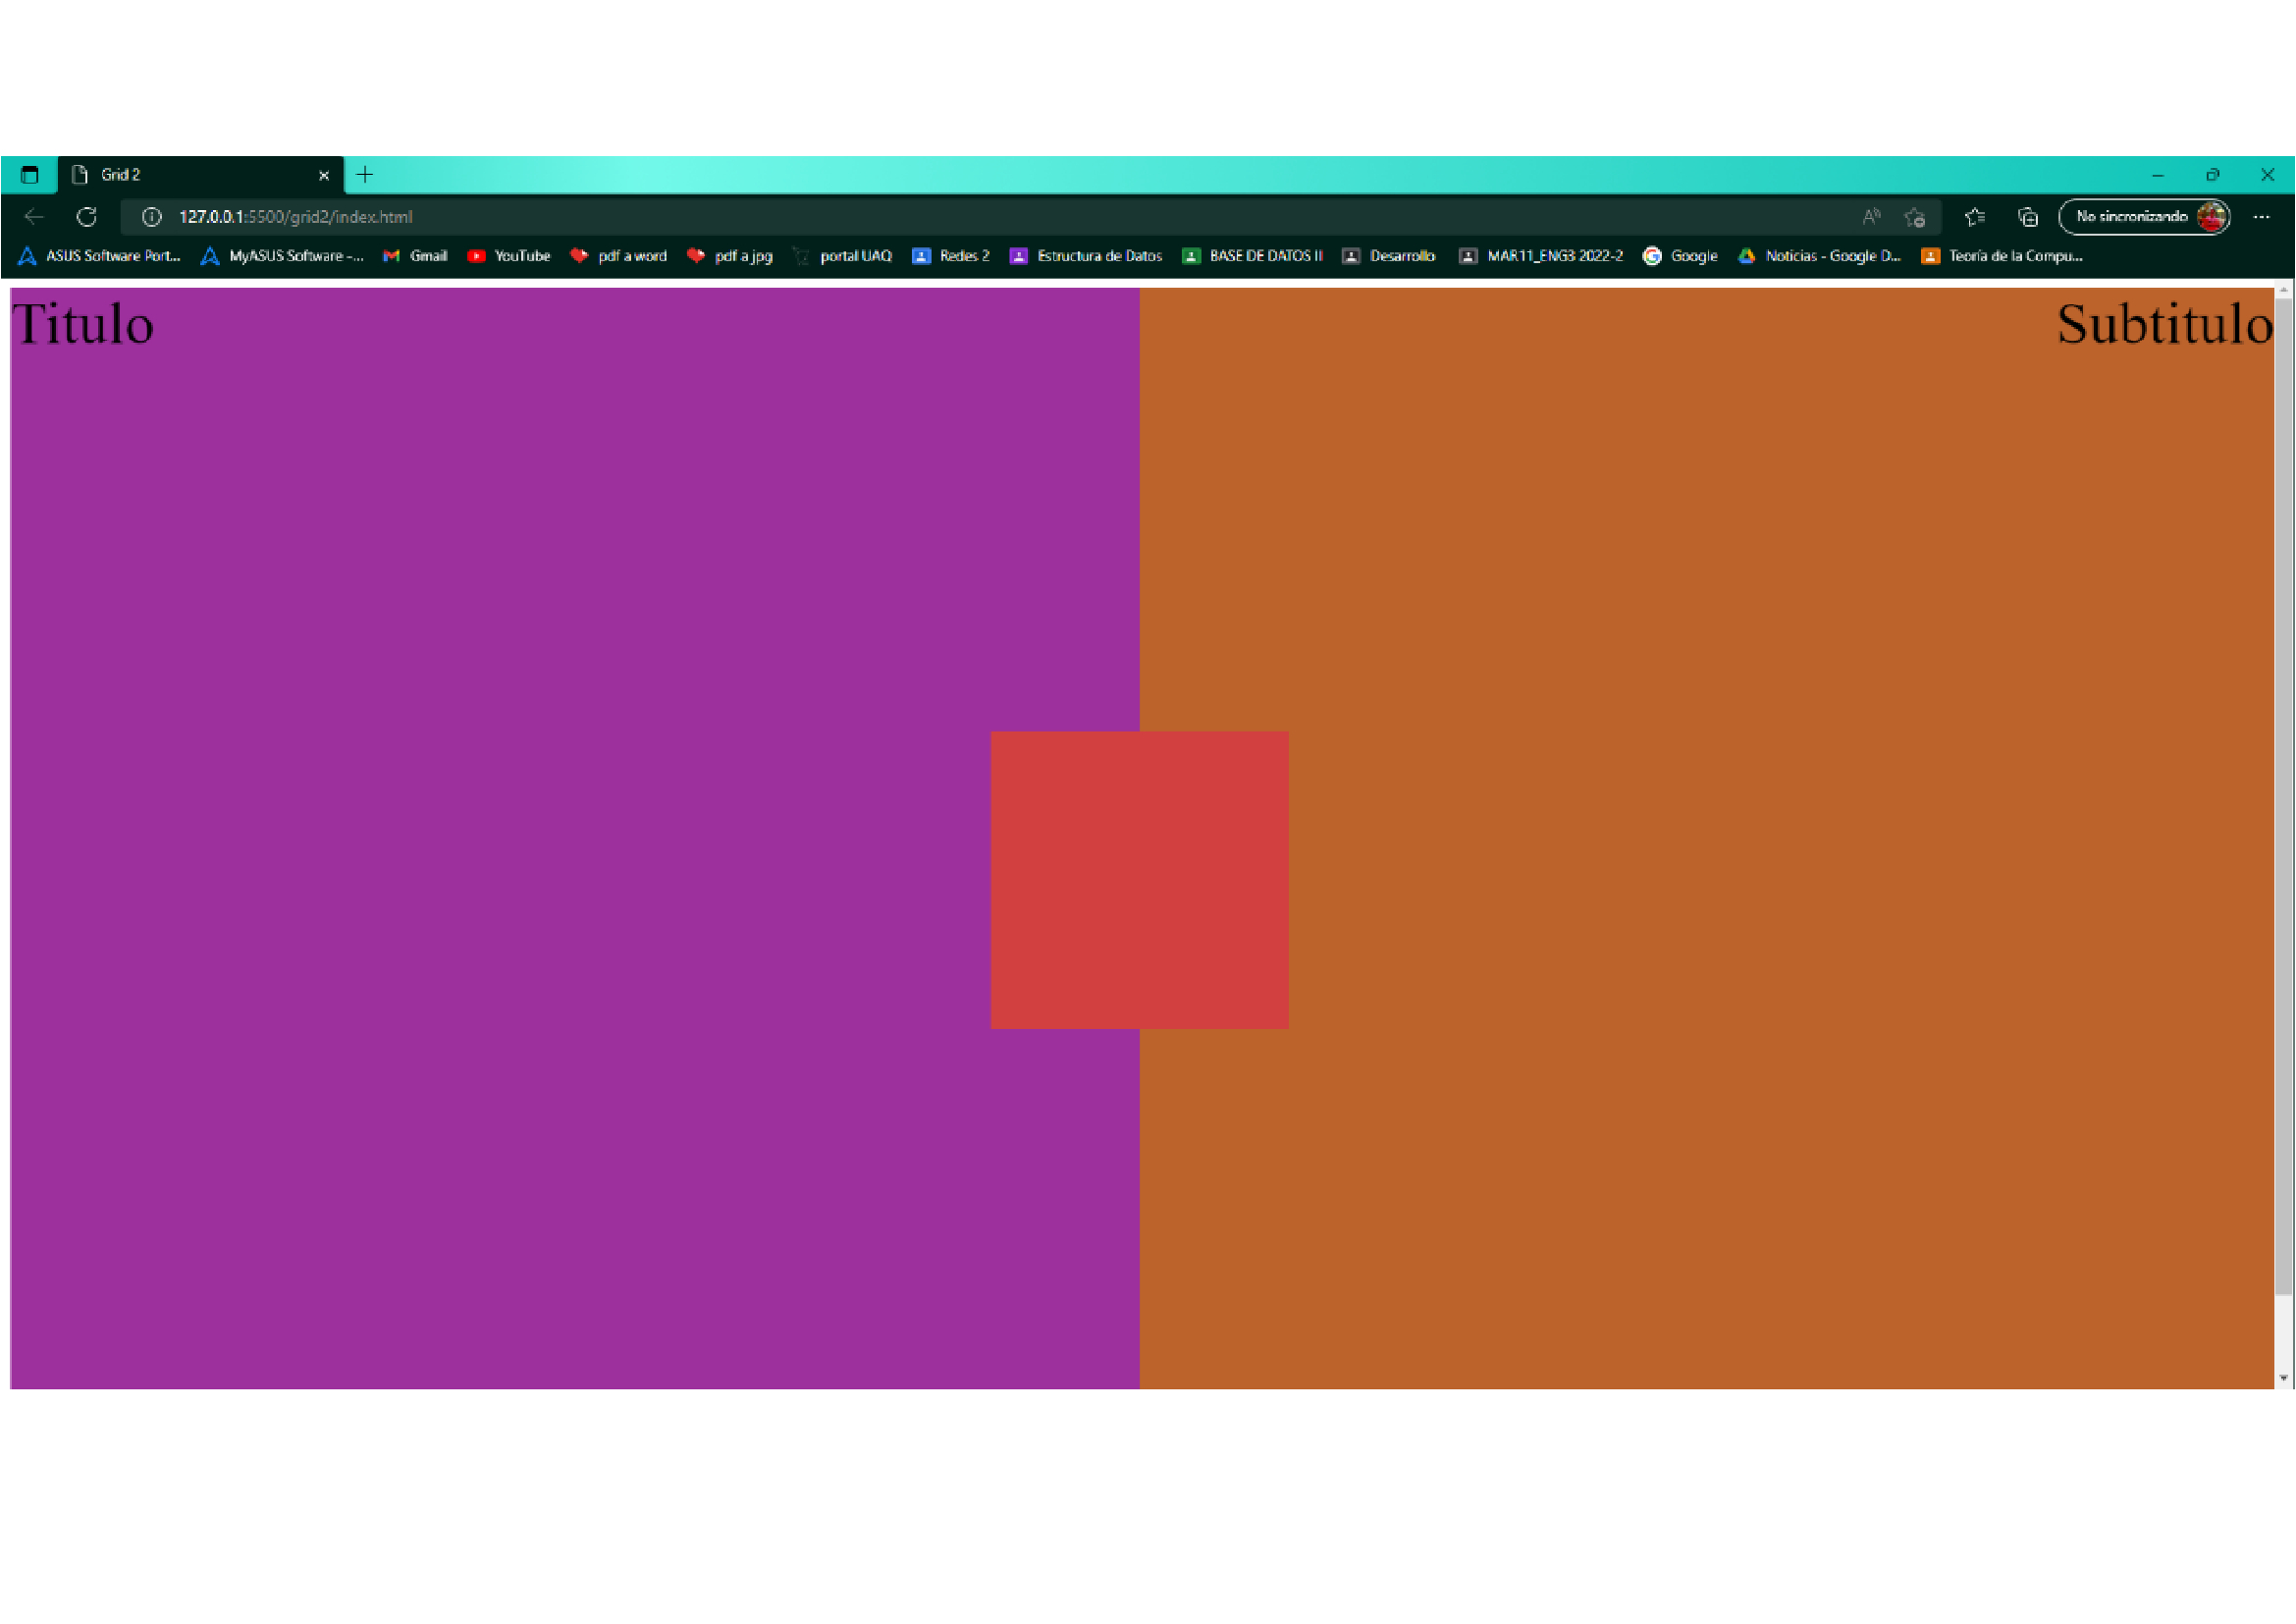 Grid 2
127.0.0.1:5500/grid2/index.html
No sincronizando
ASUS Software Port... MyASUS Software -... Gmail YouTube pdf a word pdf a jpg portal UAQ Redes 2 Estructura de Datos BASE DE DATOS II Desarrollo MAR11_ENG3 2022-2 Google Noticias - Google D... Teoría de la Compu...
Titulo Subtitulo